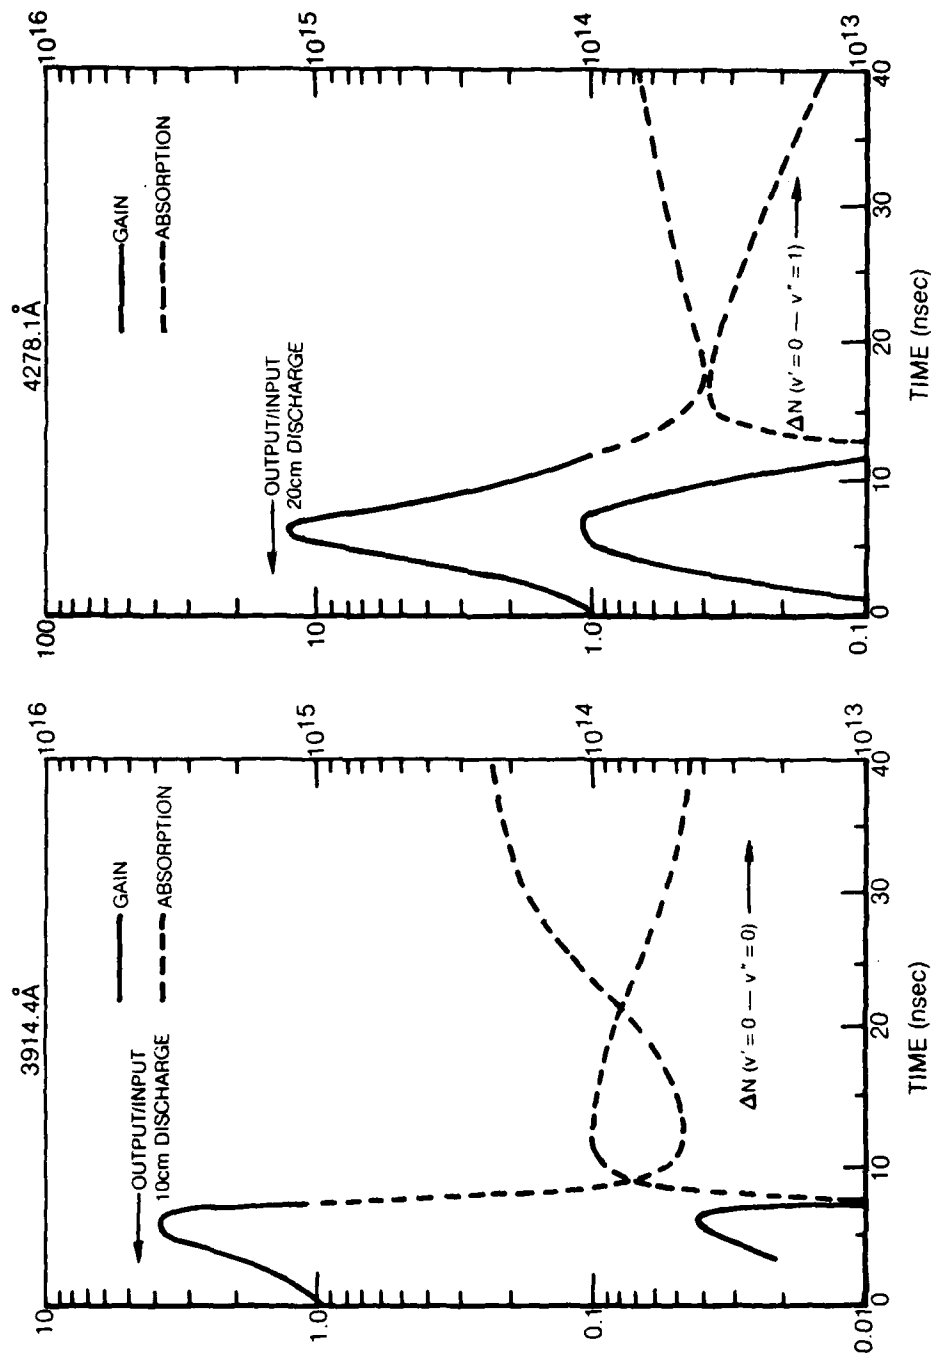 3914.4Å
10
1.0
0.1
0.01
10^16
10^15
10^14
10^13
OUTPUT/INPUT
10cm DISCHARGE
GAIN
ABSORPTION
ΔN (v' = 0 — v" = 0)
0
10
20
30
40
TIME (nsec)
4278.1Å
100
10
1.0
0.1
10^16
10^15
10^14
10^13
OUTPUT/INPUT
20cm DISCHARGE
GAIN
ABSORPTION
ΔN (v' = 0 — v" = 1)
0
10
20
30
40
TIME (nsec)